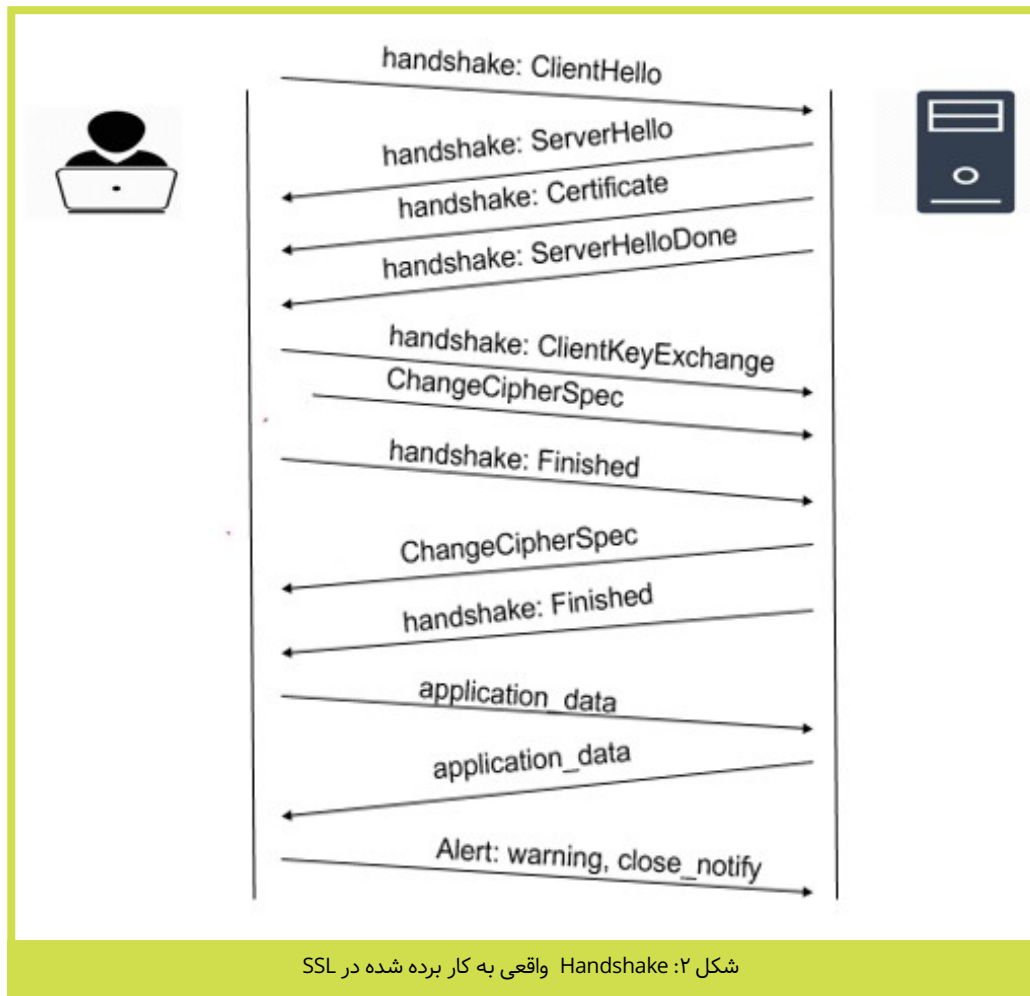 handshake: ClientHello
handshake: ServerHello
handshake: Certificate
handshake: ServerHelloDone
handshake: ClientKeyExchange
ChangeCipherSpec
handshake: Finished
ChangeCipherSpec
handshake: Finished
application_data
application_data
Alert: warning, close_notify
شکل ۲: Handshake واقعی به کار برده شده در SSL